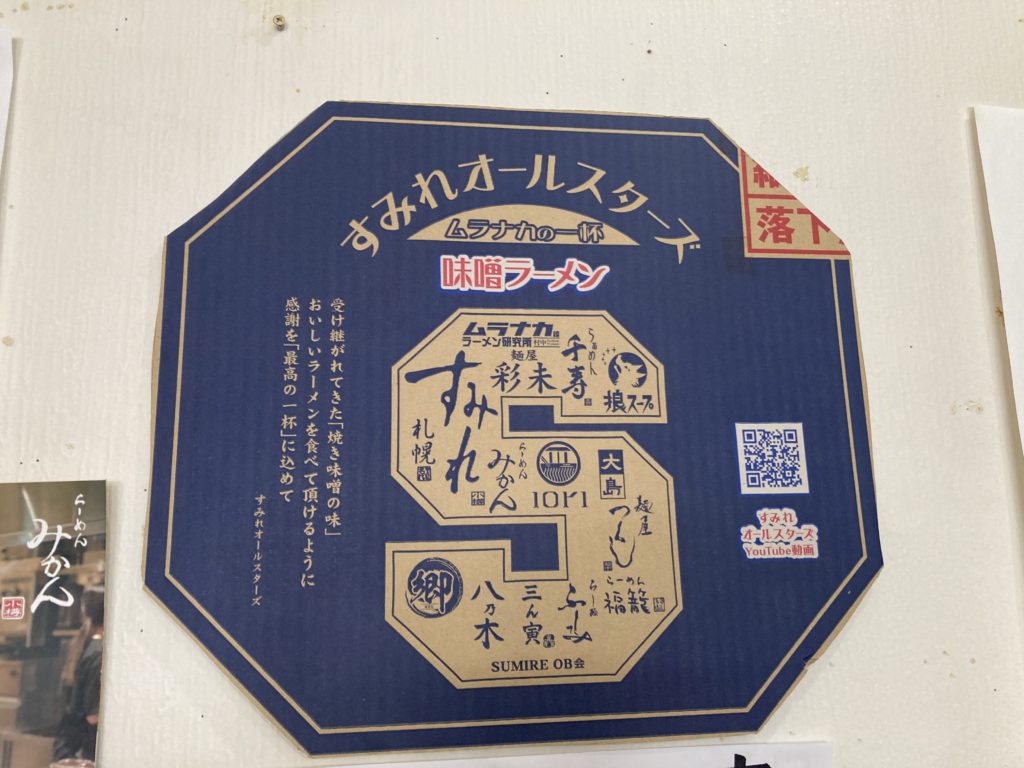 すみれオールスターズ
ムラナカの一杯
味噌ラーメン
落下
受け継がれてきた「焼き味噌の味」
おいしいラーメンを食べて頂けるように
感謝を「最高の一杯」に込めて
すみれオールスターズ
ムラナカ
ラーメン研究所
麺屋
彩未
らぁめん
千寿
狼スープ
すみれ
札幌
らーめん
みかん
小樽
IORI
大島
麺屋
つくし
郷
八乃木
三ん寅
らーめん
福籠
SUMIRE OB会
すみれ
オールスターズ
YouTube動画
らーめん
みかん
小樽